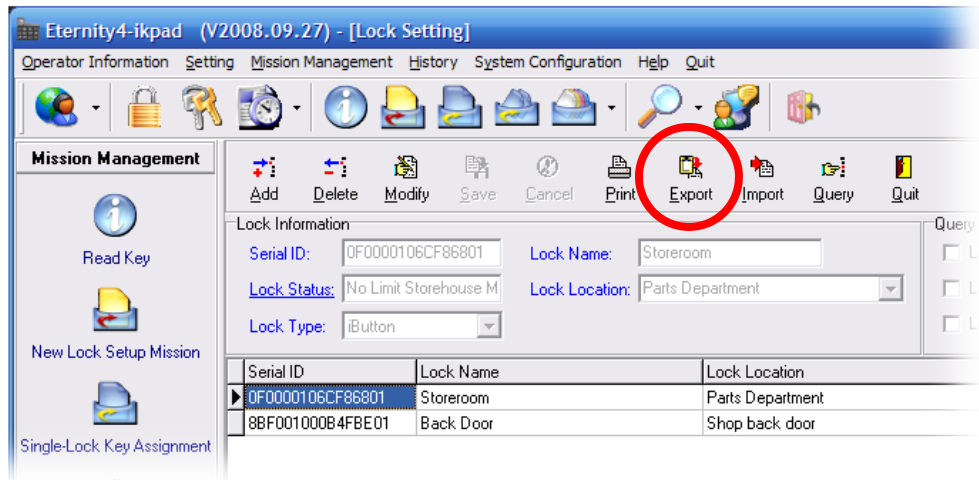 Eternity4-ikpad (V2008.09.27) - [Lock Setting]
Operator Information Setting Mission Management History System Configuration Help Quit
Mission Management
Add Delete Modify Save Cancel Print Export Import Query Quit
Lock Information
Query
Serial ID: 0F0000106CF86801 Lock Name: Storeroom
L
Read Key
Lock Status: No Limit Storehouse M Lock Location: Parts Department
L
Lock Type: iButton
L
New Lock Setup Mission
Serial ID Lock Name Lock Location
0F0000106CF86801 Storeroom Parts Department
8BF001000B4FBE01 Back Door Shop back door
Single-Lock Key Assignment